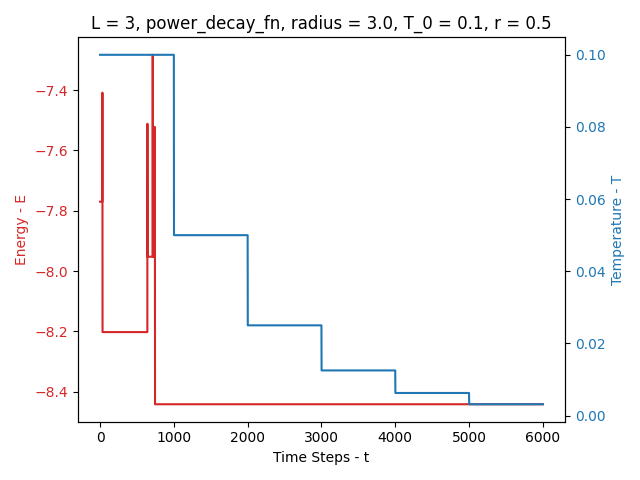 L = 3, power_decay_fn, radius = 3.0, T_0 = 0.1, r = 0.5
Energy - E
−7.4
−7.6
−7.8
−8.0
−8.2
−8.4
0.10
0.08
0.06
0.04
0.02
0.00
Temperature - T
0 1000 2000 3000 4000 5000 6000
Time Steps - t